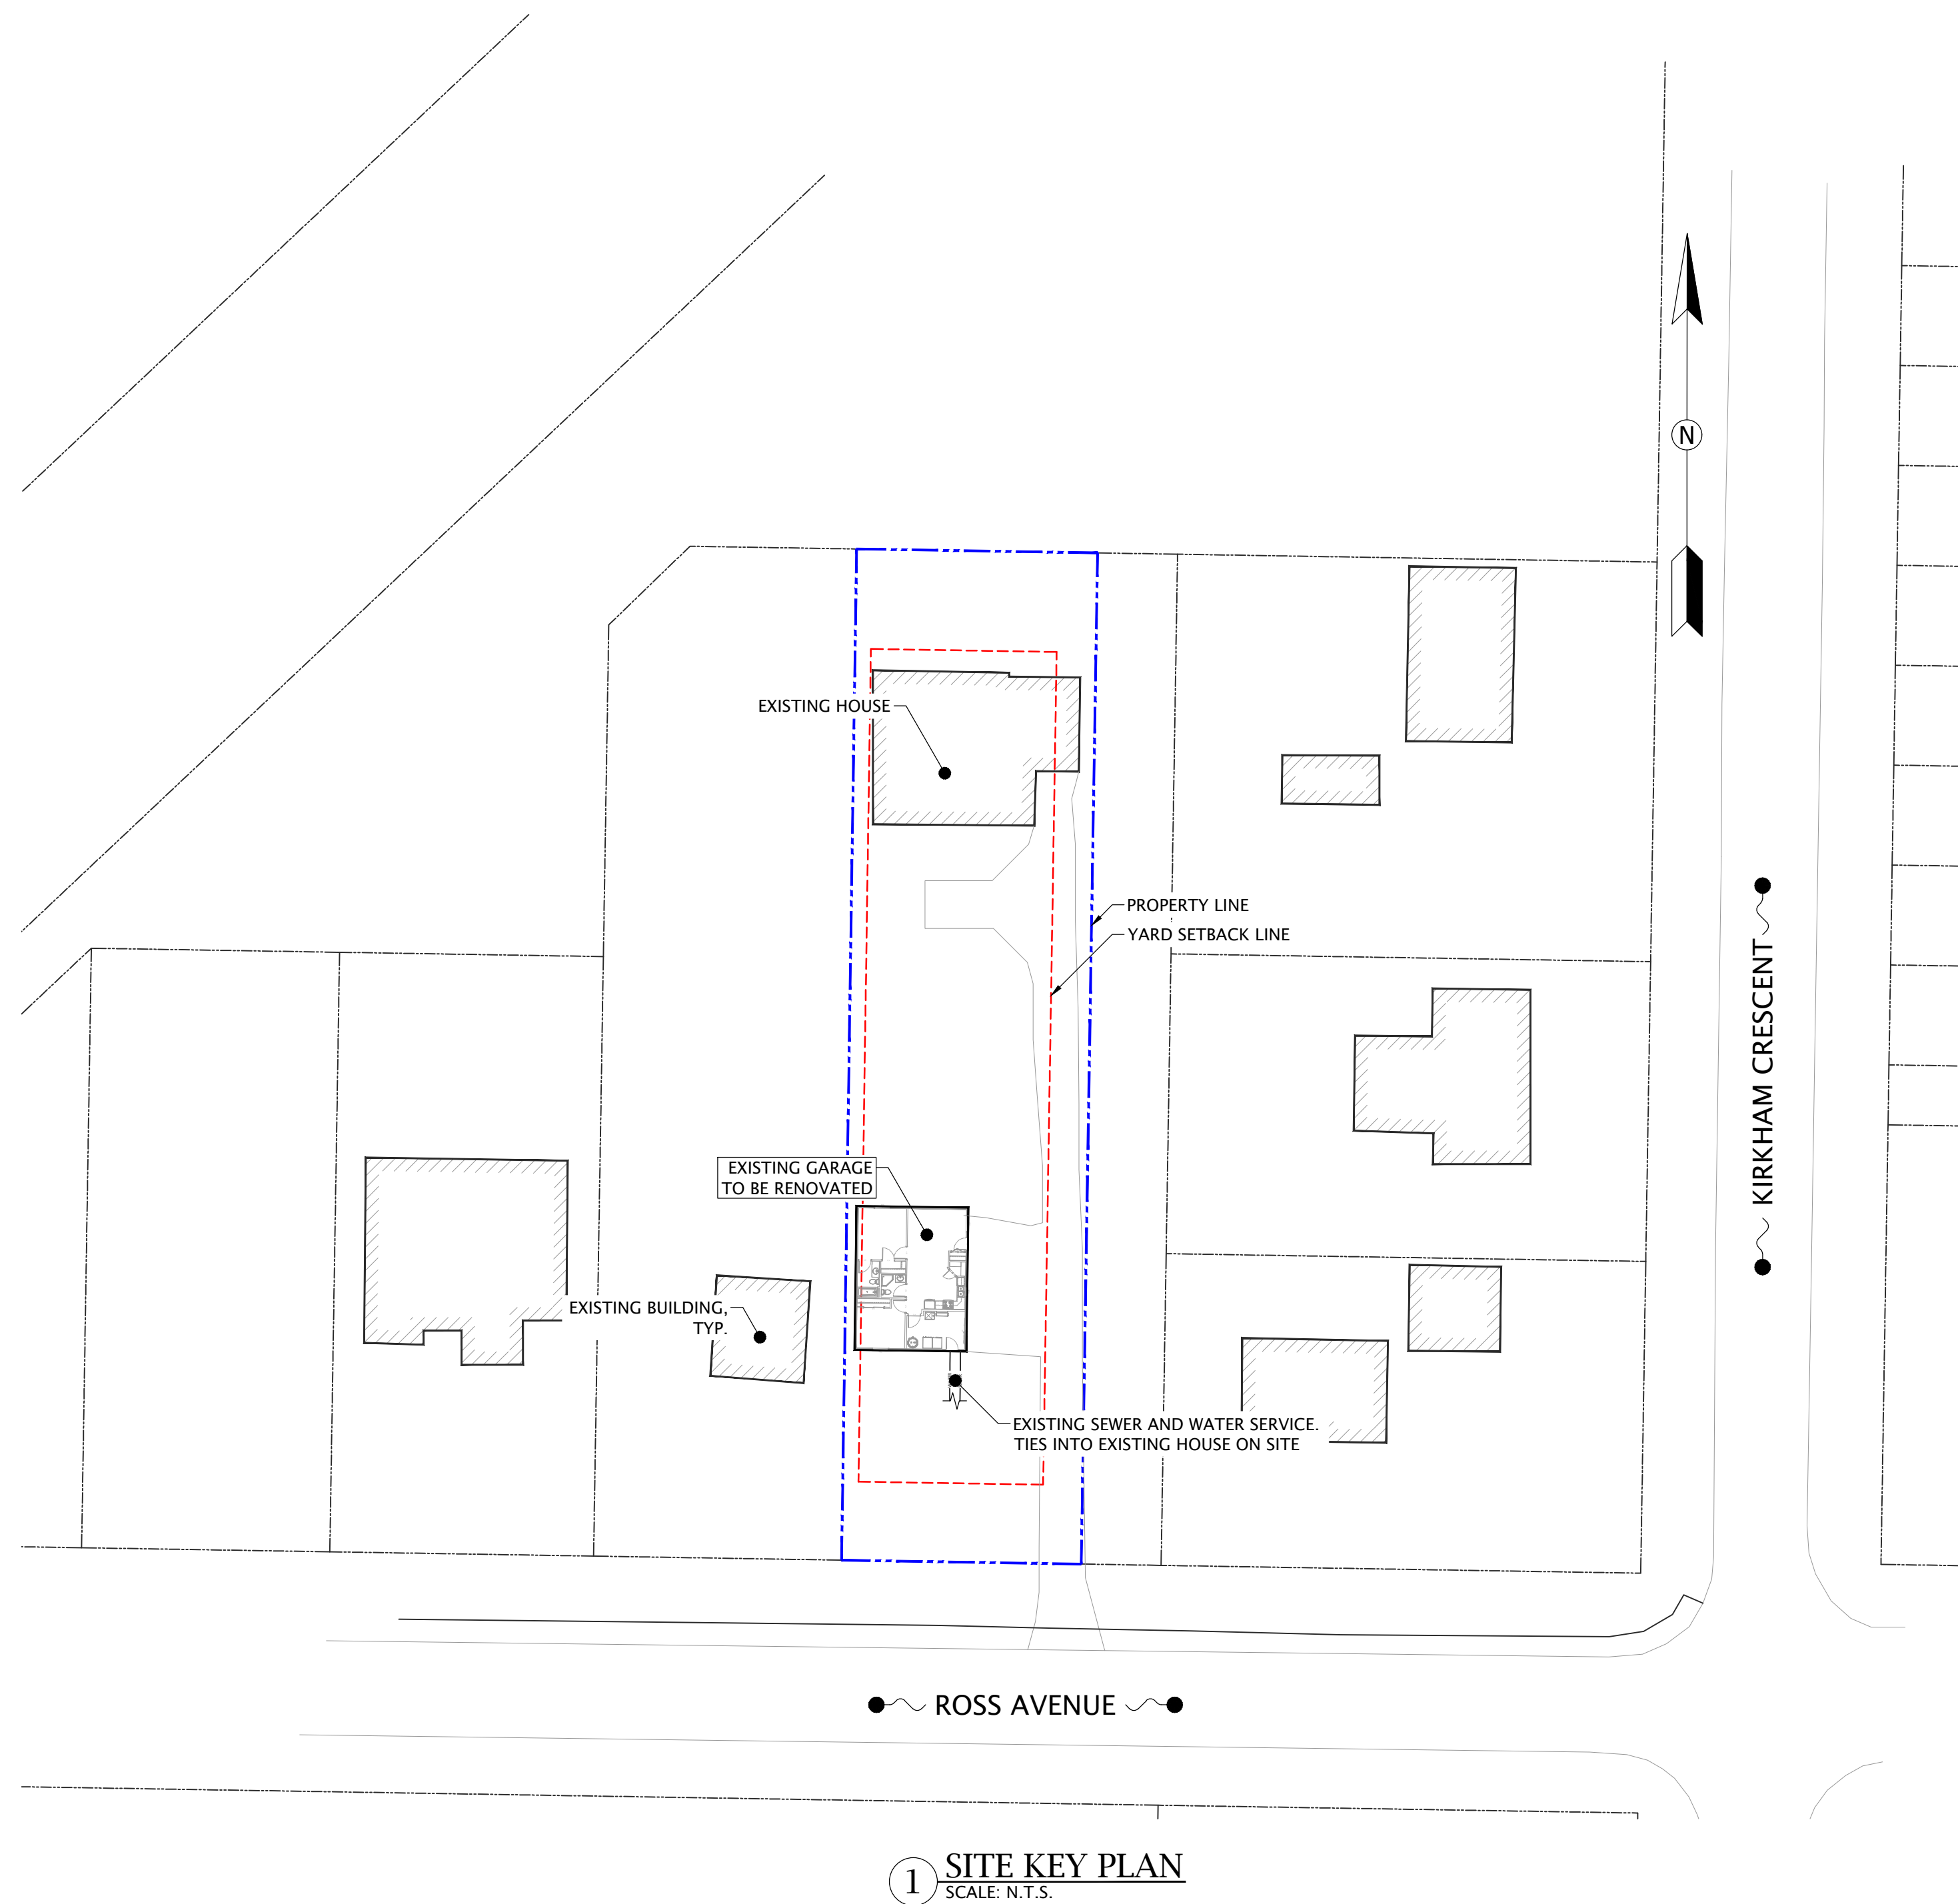 N
EXISTING HOUSE
PROPERTY LINE
YARD SETBACK LINE
KIRKHAM CRESCENT
EXISTING GARAGE
TO BE RENOVATED
EXISTING BUILDING,
TYP.
EXISTING SEWER AND WATER SERVICE.
TIES INTO EXISTING HOUSE ON SITE
ROSS AVENUE
1
SITE KEY PLAN
SCALE: N.T.S.